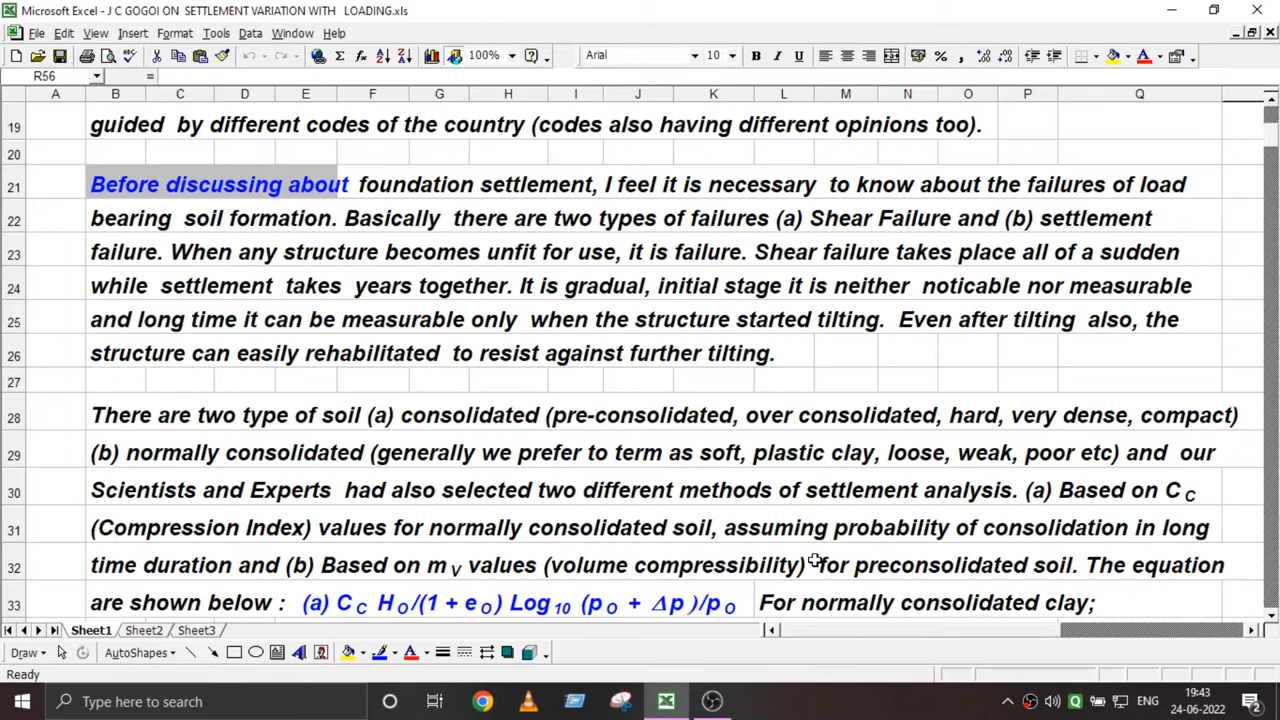 Microsoft Excel - J C GOGOI ON SETTLEMENT VARIATION WITH LOADING.xls
File Edit View Insert Format Tools Data Window Help
100% Arial 10 B I U
R56 =
A B C D E F G H I J K L M N O P Q
19 guided by different codes of the country (codes also having different opinions too).
20
21 Before discussing about foundation settlement, I feel it is necessary to know about the failures of load
22 bearing soil formation. Basically there are two types of failures (a) Shear Failure and (b) settlement
23 failure. When any structure becomes unfit for use, it is failure. Shear failure takes place all of a sudden
24 while settlement takes years together. It is gradual, initial stage it is neither noticable nor measurable
25 and long time it can be measurable only when the structure started tilting. Even after tilting also, the
26 structure can easily rehabilitated to resist against further tilting.
27
28 There are two type of soil (a) consolidated (pre-consolidated, over consolidated, hard, very dense, compact)
29 (b) normally consolidated (generally we prefer to term as soft, plastic clay, loose, weak, poor etc) and our
30 Scientists and Experts had also selected two different methods of settlement analysis. (a) Based on C C
31 (Compression Index) values for normally consolidated soil, assuming probability of consolidation in long
32 time duration and (b) Based on m V values (volume compressibility) for preconsolidated soil. The equation
33 are shown below : (a) C C H O /(1 + e O ) Log 10 (p O + Δp )/p O For normally consolidated clay;
Sheet1 Sheet2 Sheet3
Draw AutoShapes
Ready
Type here to search
ENG
19:43
24-06-2022
2